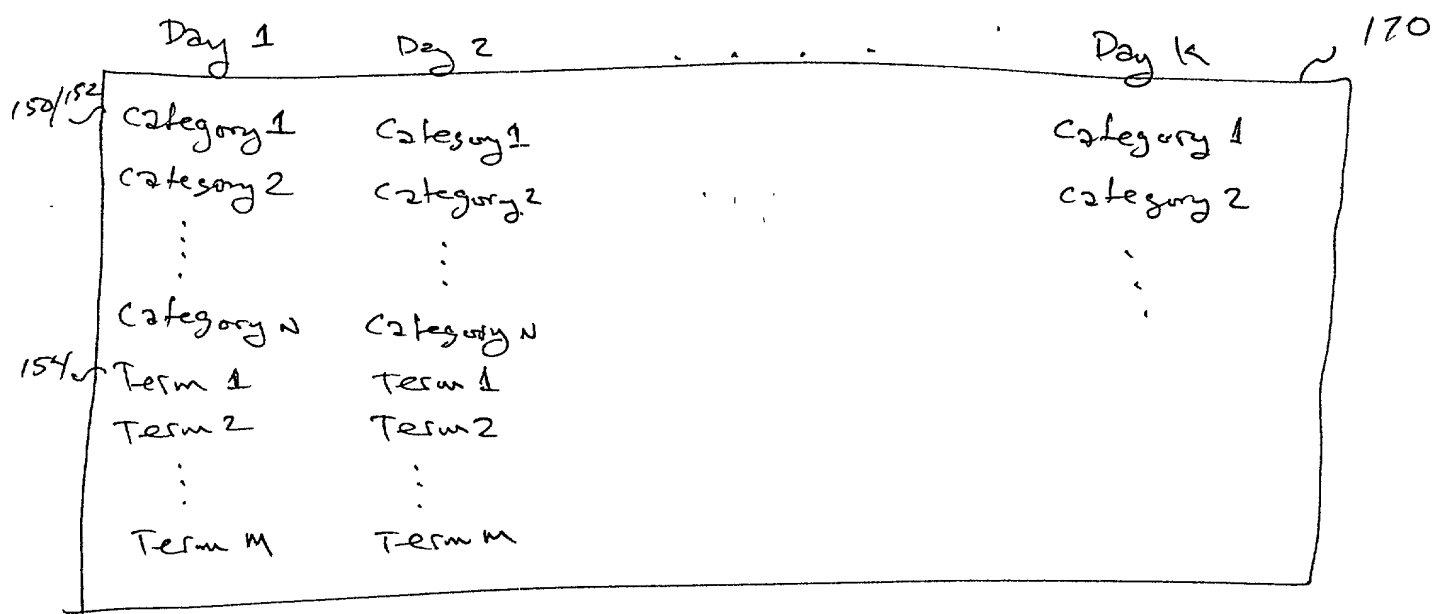 Day 1 Day 2 . . . . Day K 170
150/152 Category 1 Category 1 Category 1
Category 2 Category 2 . . . Category 2
Category N Category N
154 Term 1 Term 1
Term 2 Term 2
Term M Term M